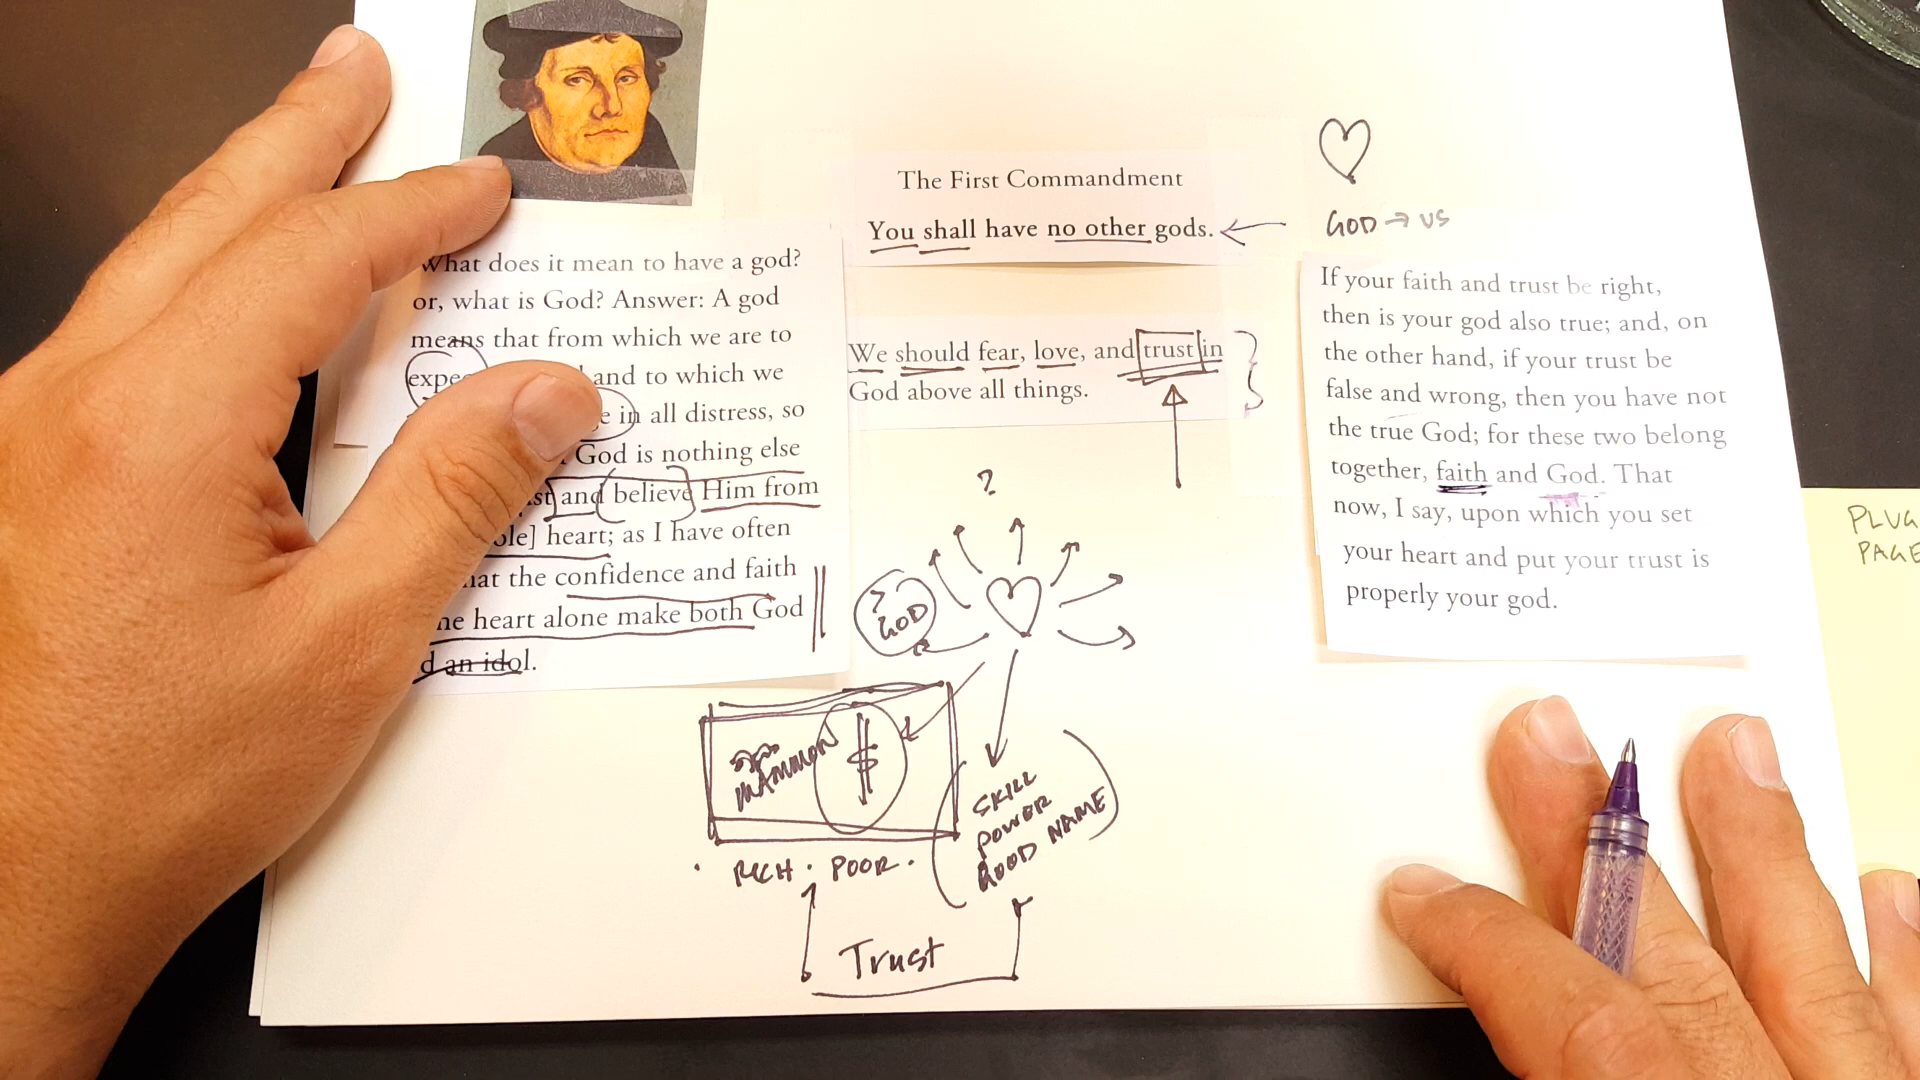 The First Commandment
You shall have no other gods.
GOD → US
What does it mean to have a god?
or, what is God? Answer: A god
means that from which we are to
and to which we
in all distress, so
God is nothing else
and believe Him from
heart; as I have often
that the confidence and faith
heart alone make both God
an idol.
We should fear, love, and trust in
God above all things.
If your faith and trust be right,
then is your god also true; and, on
the other hand, if your trust be
false and wrong, then you have not
the true God; for these two belong
together, faith and God. That
now, I say, upon which you set
your heart and put your trust is
properly your god.
?
?
GOD
MAMMON
$
SKILL
POWER
GOOD NAME
· RICH · POOR ·
Trust
PLUG
PAGE